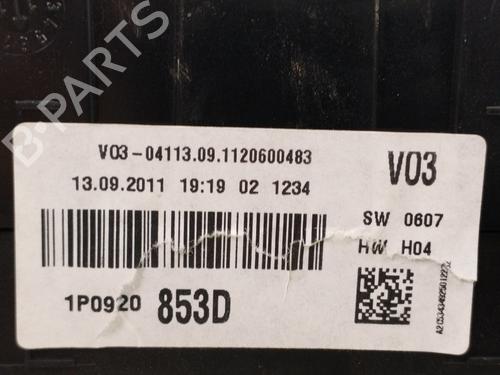 B-PARTS
V03-04113.09.1120600483
V03
13.09.2011 19:19 02 1234
SW 0607
HW H04
1P0920 853D